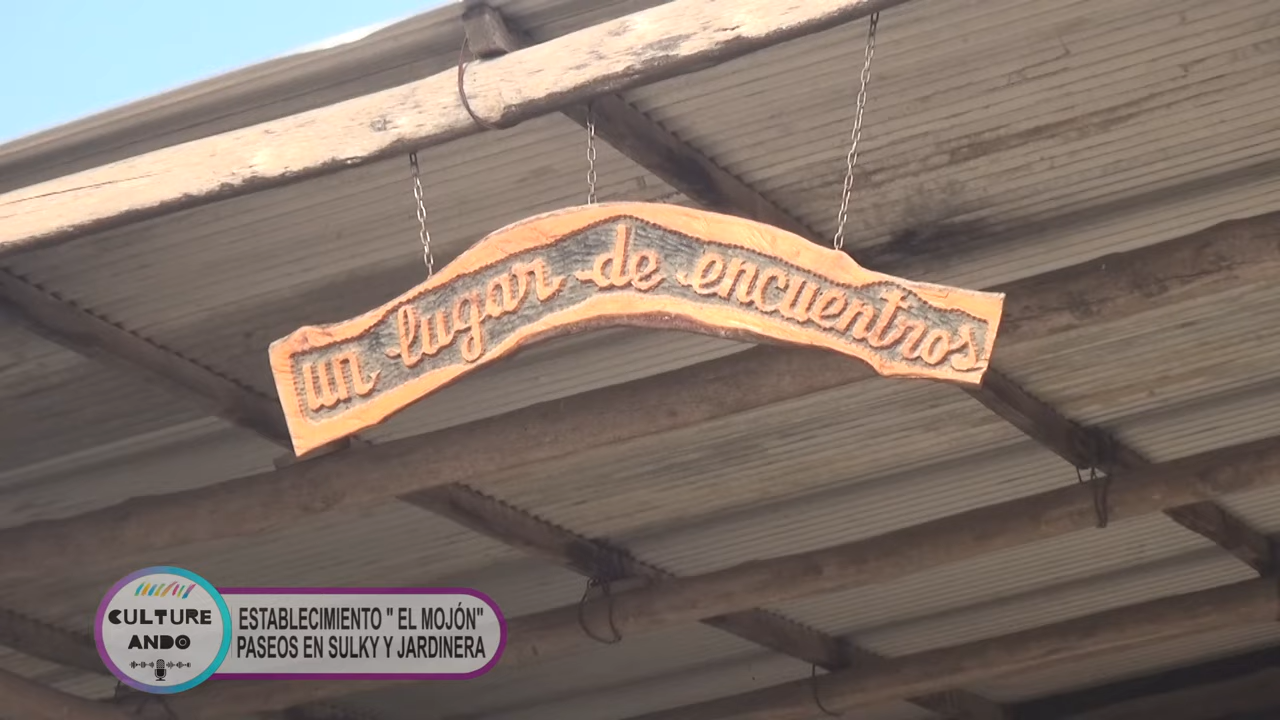 un lugar de encuentros
CULTURE
ANDO
ESTABLECIMIENTO " EL MOJÓN"
PASEOS EN SULKY Y JARDINERA